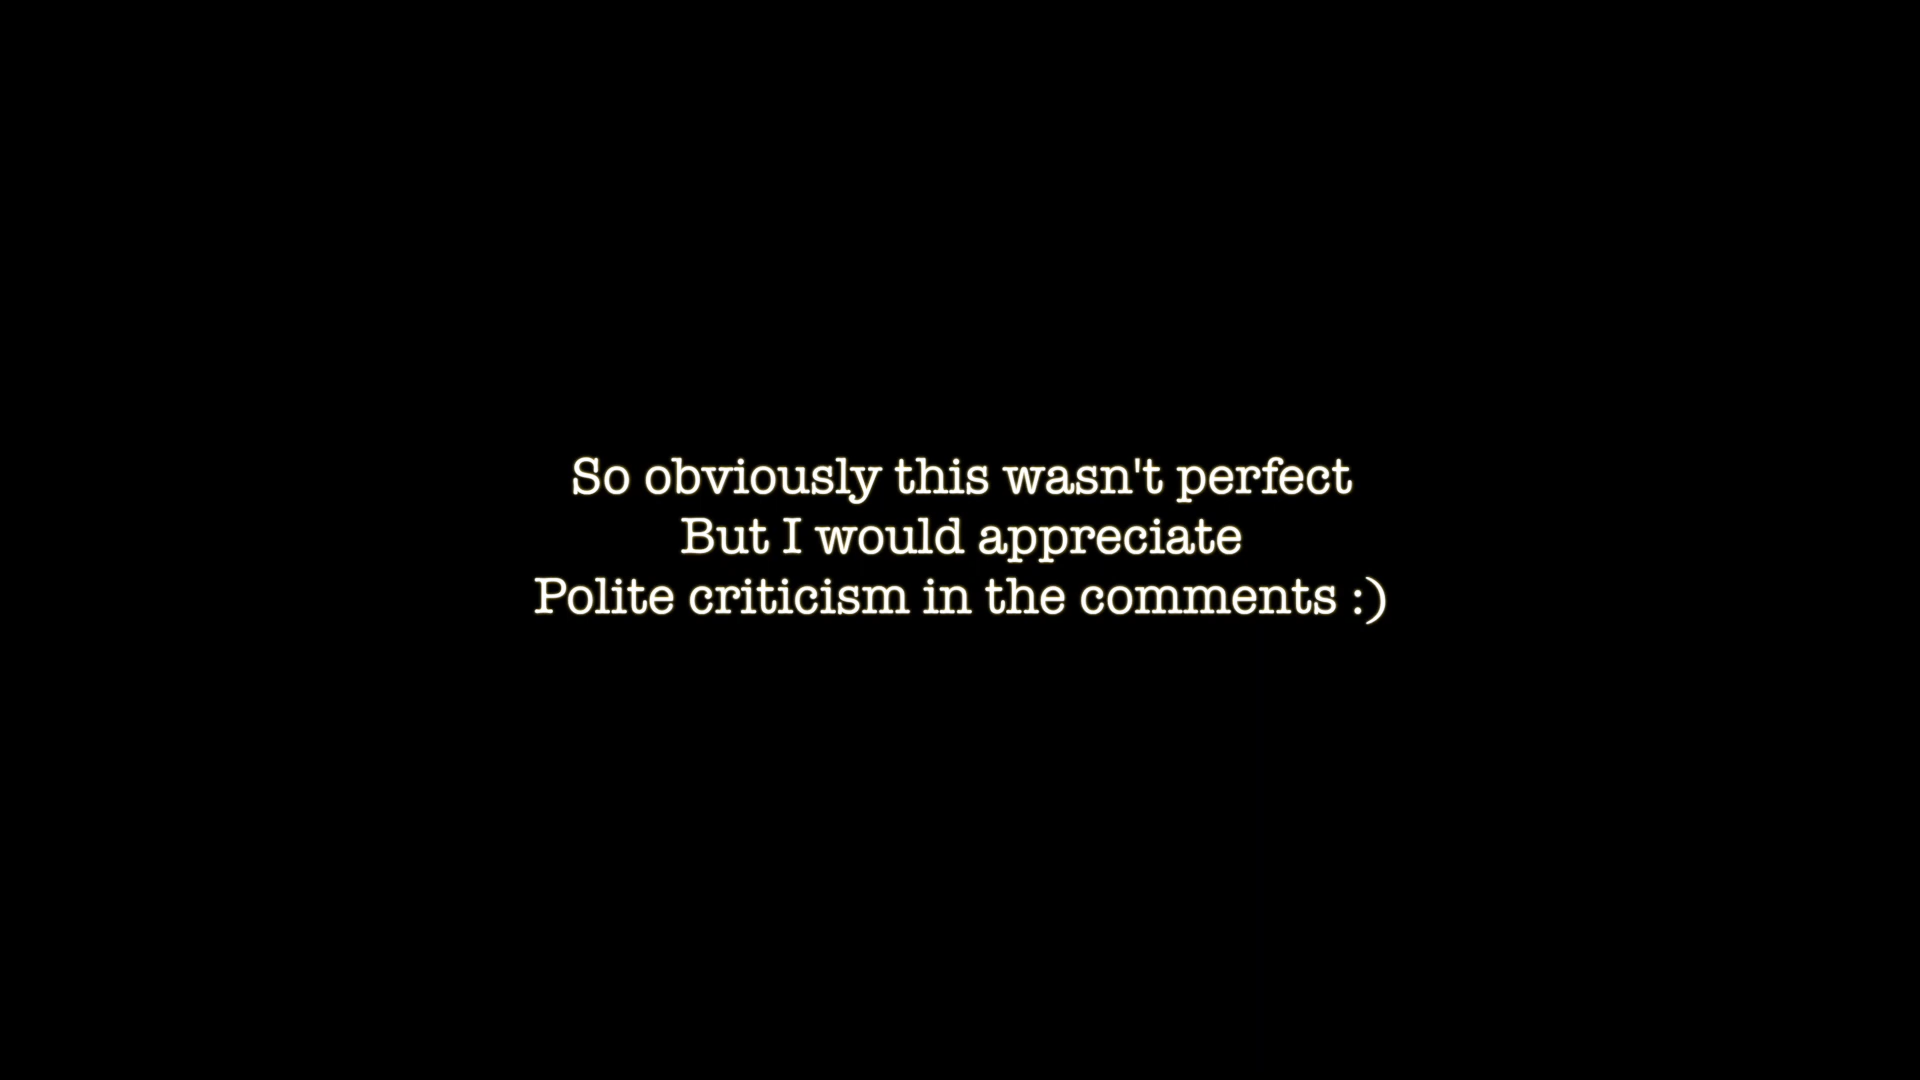 So obviously this wasn't perfect
But I would appreciate
Polite criticism in the comments :)